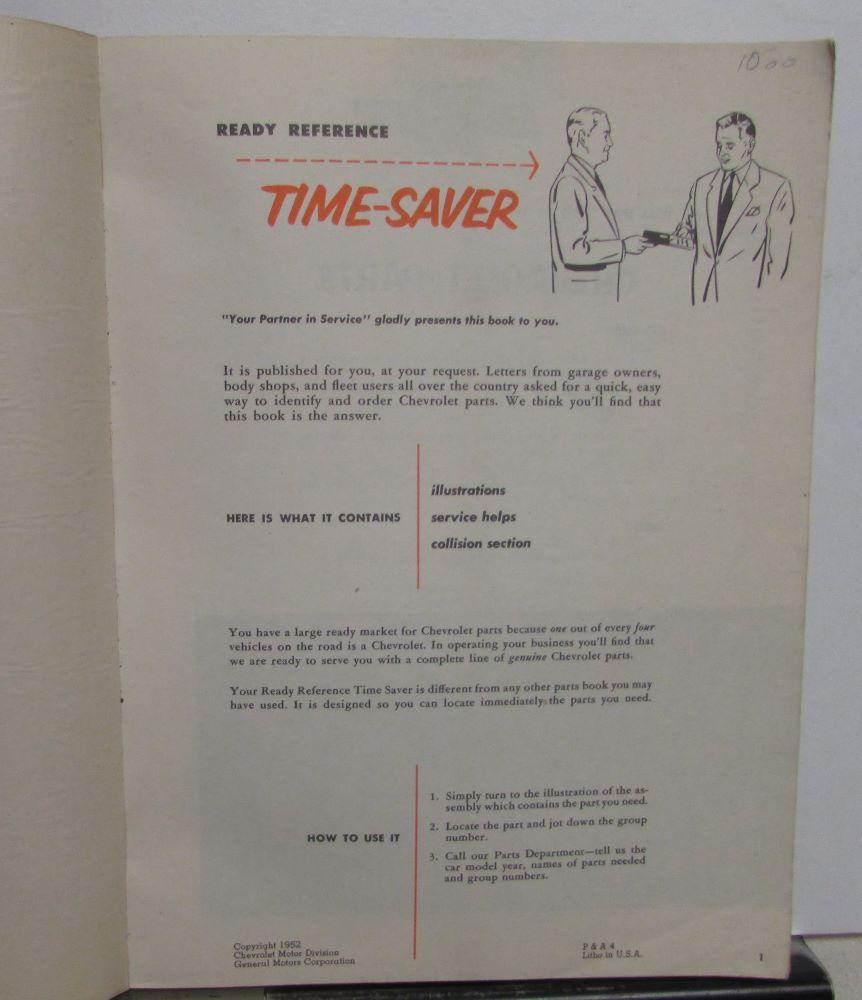 10 00
READY REFERENCE
TIME-SAVER
"Your Partner in Service" gladly presents this book to you.
It is published for you, at your request. Letters from garage owners,
body shops, and fleet users all over the country asked for a quick, easy
way to identify and order Chevrolet parts. We think you'll find that
this book is the answer.
HERE IS WHAT IT CONTAINS
illustrations
service helps
collision section
You have a large ready market for Chevrolet parts because one out of every four
vehicles on the road is a Chevrolet. In operating your business you'll find that
we are ready to serve you with a complete line of genuine Chevrolet parts.
Your Ready Reference Time Saver is different from any other parts book you may
have used. It is designed so you can locate immediately the parts you need.
HOW TO USE IT
1. Simply turn to the illustration of the as-
sembly which contains the part you need.
2. Locate the part and jot down the group
number.
3. Call our Parts Department—tell us the
car model year, names of parts needed
and group numbers.
Copyright 1952
Chevrolet Motor Division
General Motors Corporation
P & A 4
Litho in U.S.A.
1